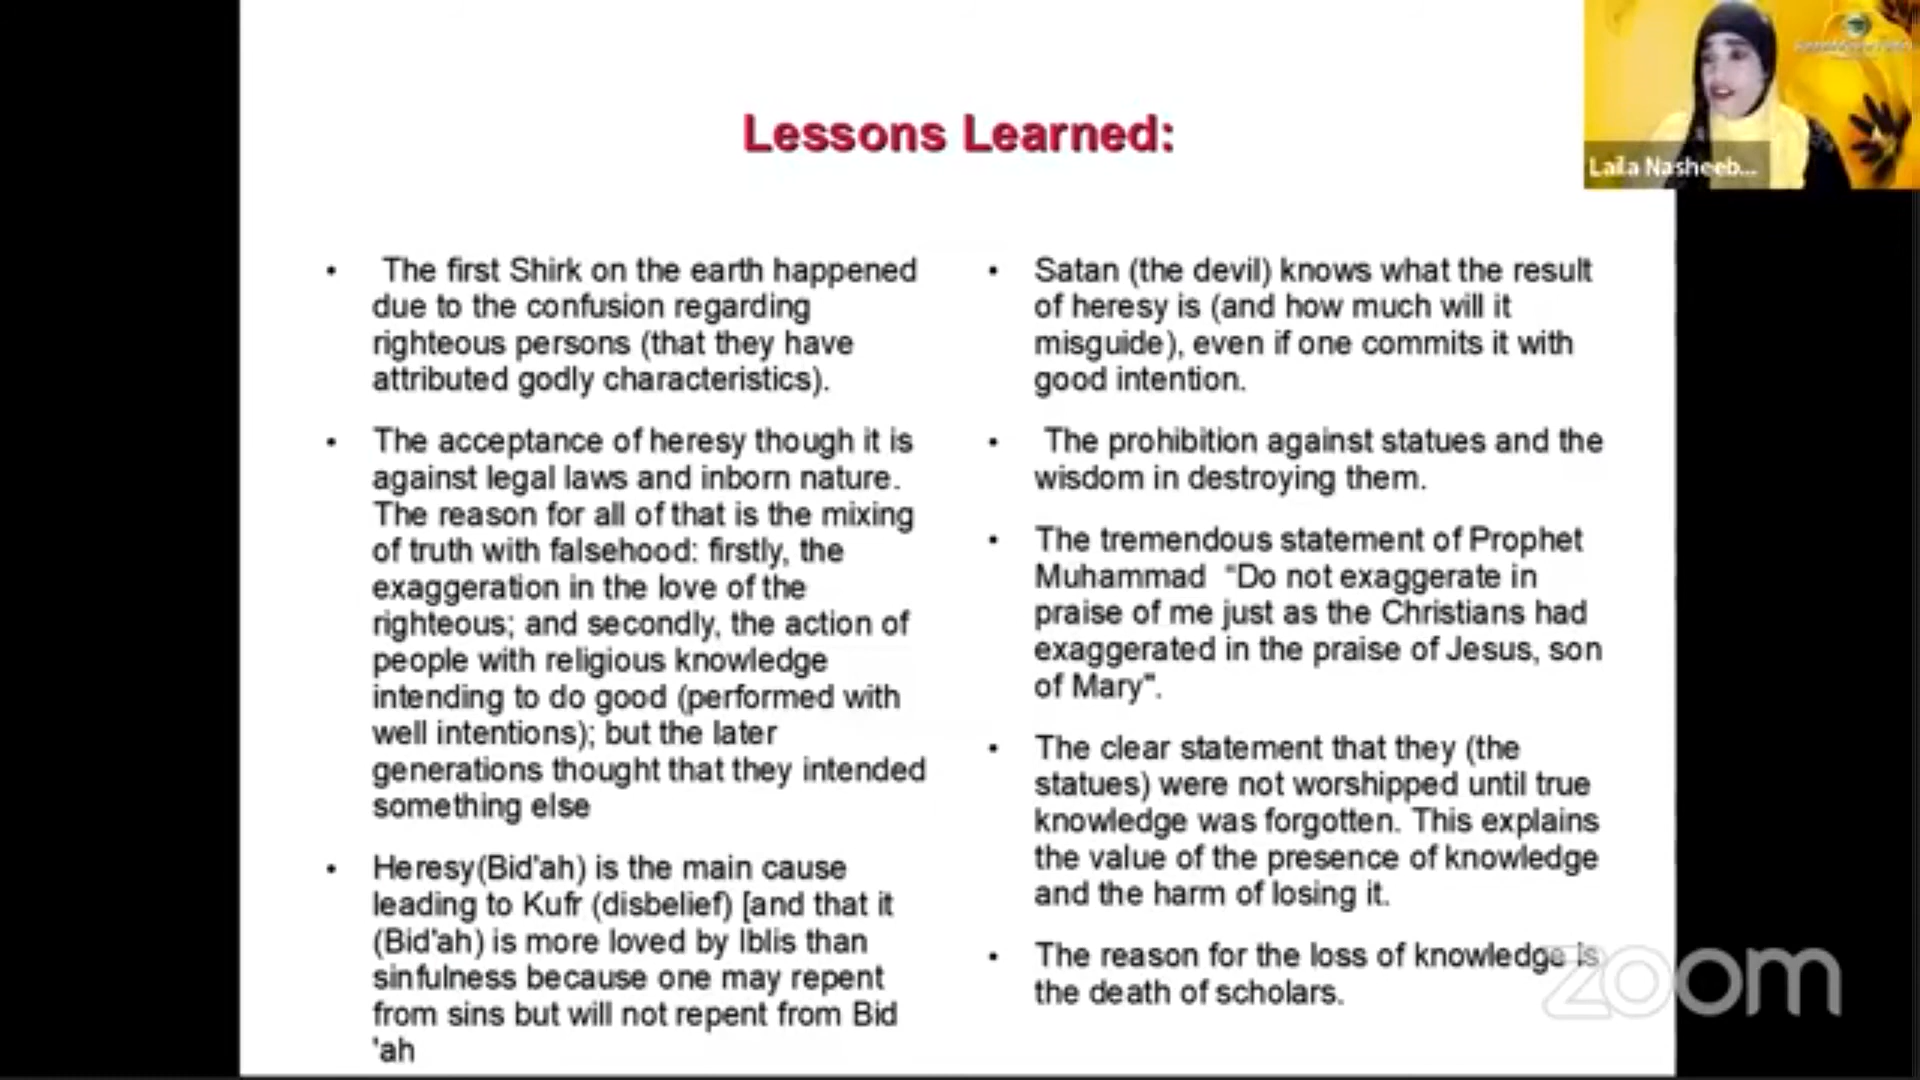 Lessons Learned:
• The first Shirk on the earth happened
due to the confusion regarding
righteous persons (that they have
attributed godly characteristics).
• The acceptance of heresy though it is
against legal laws and inborn nature.
The reason for all of that is the mixing
of truth with falsehood: firstly, the
exaggeration in the love of the
righteous; and secondly, the action of
people with religious knowledge
intending to do good (performed with
well intentions); but the later
generations thought that they intended
something else
• Heresy(Bid'ah) is the main cause
leading to Kufr (disbelief) [and that it
(Bid'ah) is more loved by Iblis than
sinfulness because one may repent
from sins but will not repent from Bid
'ah
• Satan (the devil) knows what the result
of heresy is (and how much will it
misguide), even if one commits it with
good intention.
• The prohibition against statues and the
wisdom in destroying them.
• The tremendous statement of Prophet
Muhammad “Do not exaggerate in
praise of me just as the Christians had
exaggerated in the praise of Jesus, son
of Mary".
• The clear statement that they (the
statues) were not worshipped until true
knowledge was forgotten. This explains
the value of the presence of knowledge
and the harm of losing it.
• The reason for the loss of knowledge is
the death of scholars.
Laila Nasheeb...
zoom